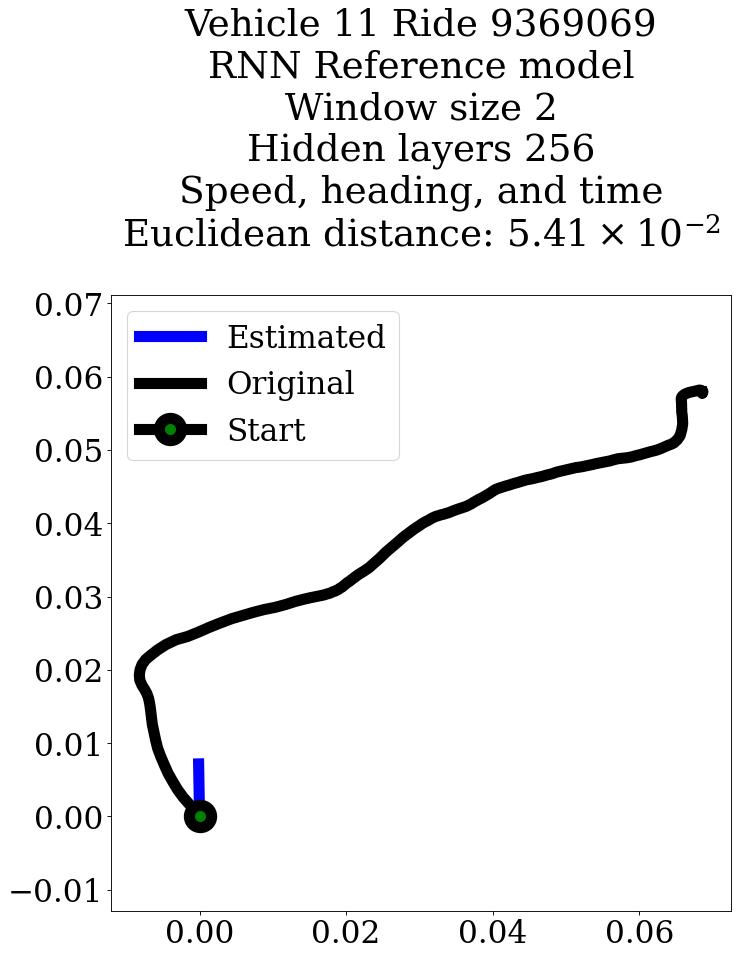 Vehicle 11 Ride 9369069
RNN Reference model
Window size 2
Hidden layers 256
Speed, heading, and time
Euclidean distance: 5.41 × 10⁻²
0.07
0.06
0.05
0.04
0.03
0.02
0.01
0.00
−0.01
Estimated
Original
Start
0.00 0.02 0.04 0.06